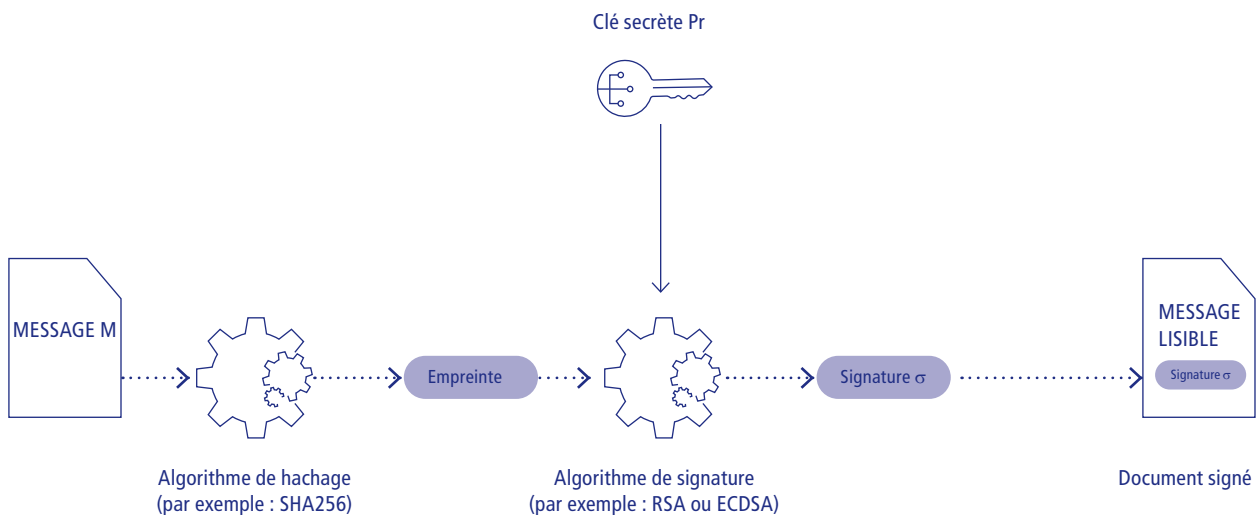 Clé secrète Pr
MESSAGE M
Empreinte
Signature σ
MESSAGE
LISIBLE
Signature σ
Algorithme de hachage
(par exemple : SHA256)
Algorithme de signature
(par exemple : RSA ou ECDSA)
Document signé